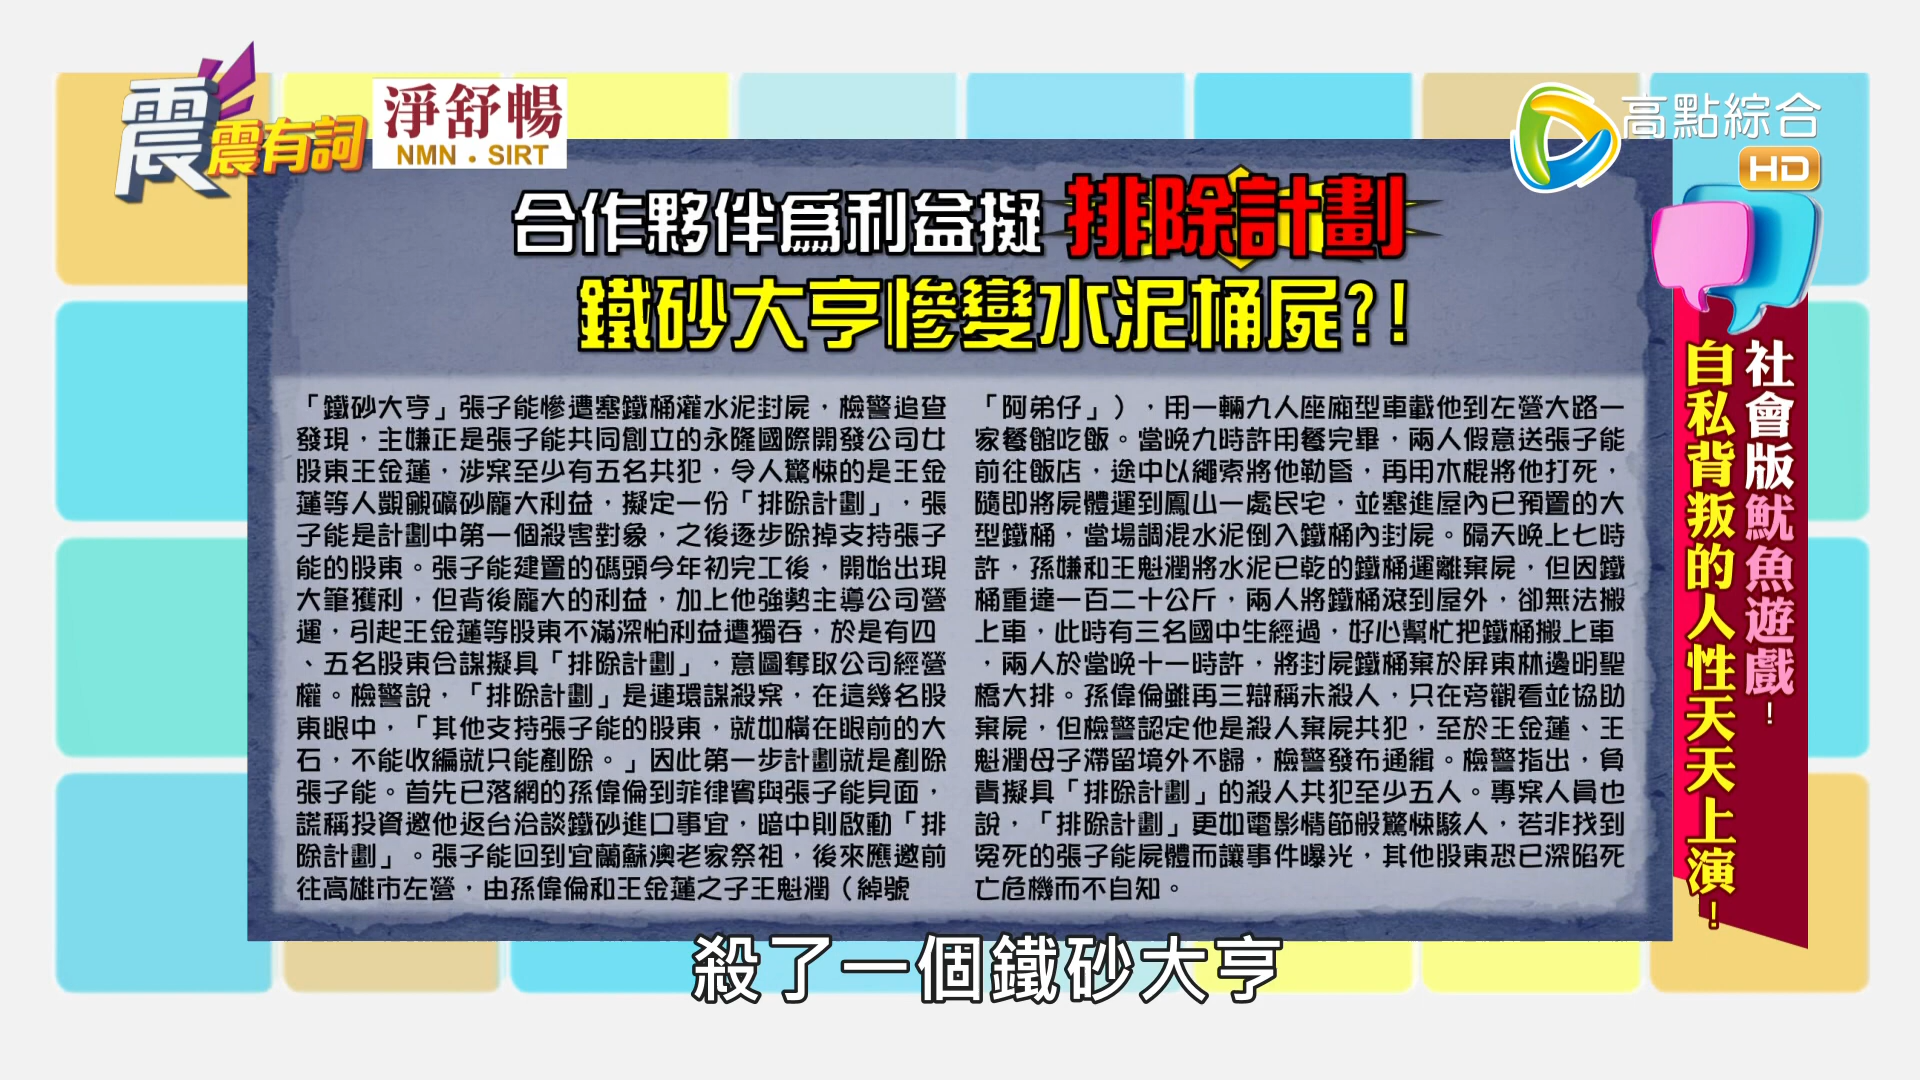 震震有詞
淨舒暢
NMN．SIRT
高點綜合
HD
合作夥伴為利益擬排除計劃
鐵砂大亨慘變水泥桶屍？！
「鐵砂大亨」張子能慘遭塞鐵桶灌水泥封屍，檢警追查
發現，主嫌正是張子能共同創立的永隆國際開發公司女
股東王金蓮，涉案至少有五名共犯，令人驚悚的是王金
蓮等人覬覦礦砂龐大利益，擬定一份「排除計劃」，張
子能是計劃中第一個殺害對象，之後逐步除掉支持張子
能的股東。張子能建置的碼頭今年初完工後，開始出現
大筆獲利，但背後龐大的利益，加上他強勢主導公司營
運，引起王金蓮等股東不滿深怕利益遭獨吞，於是有四
、五名股東合謀擬具「排除計劃」，意圖奪取公司經營
權。檢警說，「排除計劃」是連環謀殺案，在這幾名股
東眼中，「其他支持張子能的股東，就如橫在眼前的大
石，不能收編就只能剷除。」因此第一步計劃就是剷除
張子能。首先已落網的孫偉倫到菲律賓與張子能見面，
謊稱投資邀他返台洽談鐵砂進口事宜，暗中則啟動「排
除計劃」。張子能回到宜蘭蘇澳老家祭祖，後來應邀前
往高雄市左營，由孫偉倫和王金蓮之子王魁潤（綽號
「阿弟仔」），用一輛九人座廂型車載他到左營大路一
家餐館吃飯。當晚九時許用餐完畢，兩人假意送張子能
前往飯店，途中以繩索將他勒昏，再用木棍將他打死，
隨即將屍體運到鳳山一處民宅，並塞進屋內已預置的大
型鐵桶，當場調混水泥倒入鐵桶內封屍。隔天晚上七時
許，孫嫌和王魁潤將水泥已乾的鐵桶運離棄屍，但因鐵
桶重達一百二十公斤，兩人將鐵桶滾到屋外，卻無法搬
上車，此時有三名國中生經過，好心幫忙把鐵桶搬上車
，兩人於當晚十一時許，將封屍鐵桶棄於屏東林邊明聖
橋大排。孫偉倫雖再三辯稱未殺人，只在旁觀看並協助
棄屍，但檢警認定他是殺人棄屍共犯，至於王金蓮、王
魁潤母子滯留境外不歸，檢警發布通緝。檢警指出，負
責擬具「排除計劃」的殺人共犯至少五人。專案人員也
說，「排除計劃」更如電影情節般驚悚駭人，若非找到
冤死的張子能屍體而讓事件曝光，其他股東恐已深陷死
亡危機而不自知。
社會版魷魚遊戲！
自私背叛的人性天天上演！
殺了一個鐵砂大亨